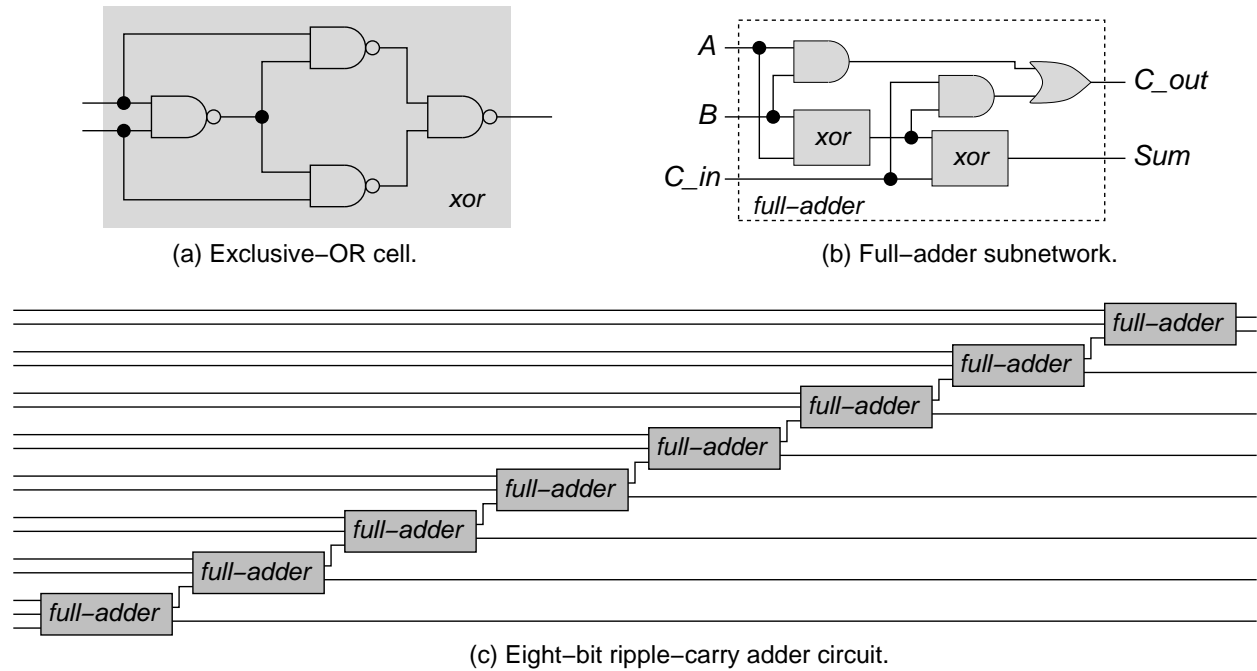 xor
(a) Exclusive–OR cell.
A
B
C_in
xor
xor
C_out
Sum
full–adder
(b) Full–adder subnetwork.
full–adder
full–adder
full–adder
full–adder
full–adder
full–adder
full–adder
full–adder
(c) Eight–bit ripple–carry adder circuit.